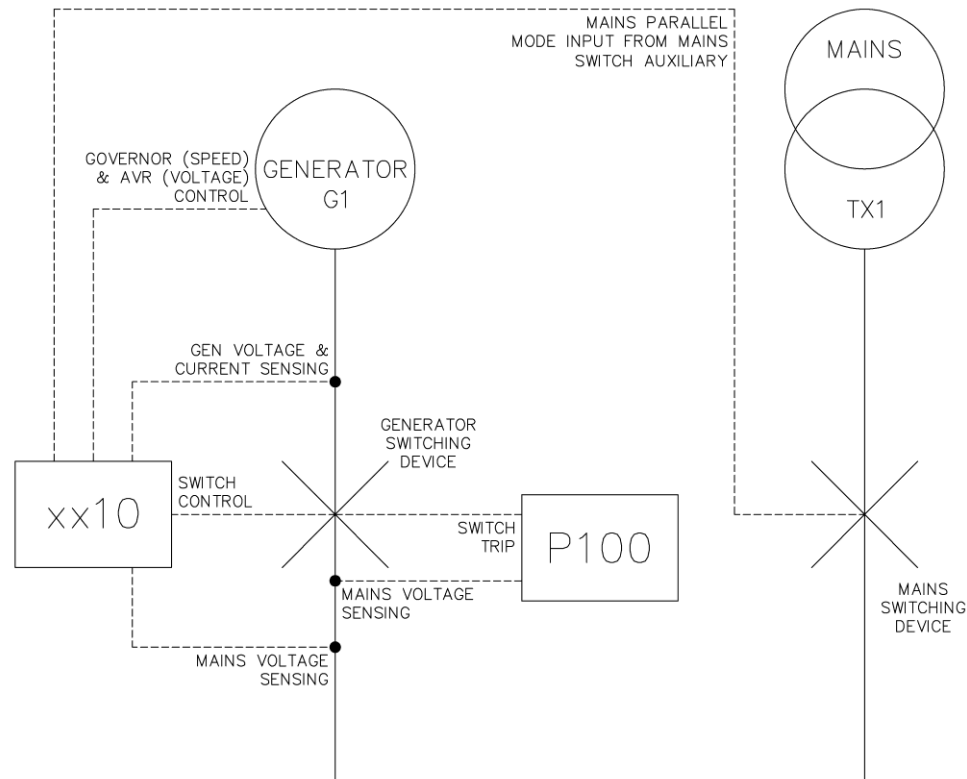 MAINS PARALLEL
MODE INPUT FROM MAINS
SWITCH AUXILIARY
MAINS
TX1
GOVERNOR (SPEED)
& AVR (VOLTAGE)
CONTROL
GENERATOR
G1
GEN VOLTAGE &
CURRENT SENSING
GENERATOR
SWITCHING
DEVICE
xx10
SWITCH
CONTROL
SWITCH
TRIP
P100
MAINS VOLTAGE
SENSING
MAINS VOLTAGE
SENSING
MAINS
SWITCHING
DEVICE